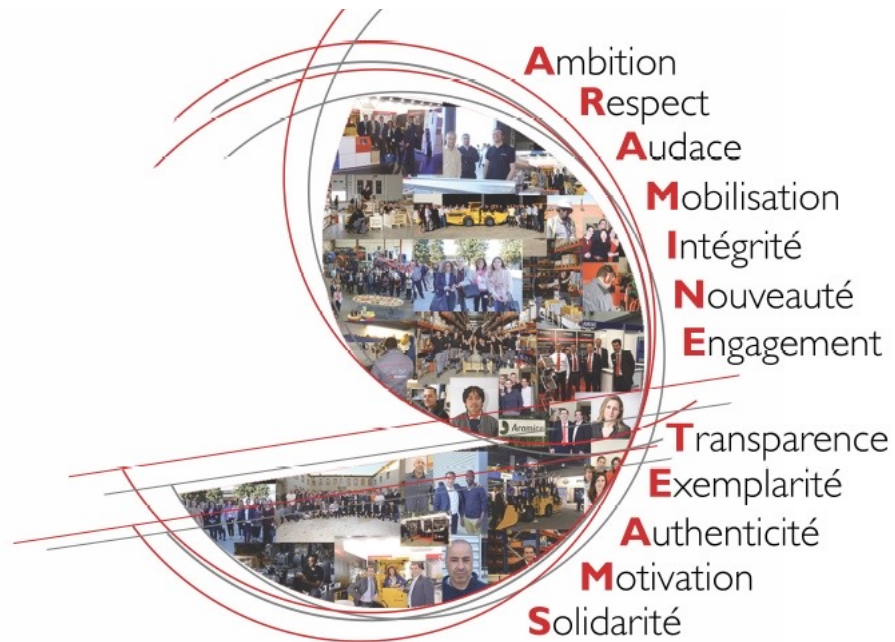 Ambition
Respect
Audace
Mobilisation
Intégrité
Nouveauté
Engagement
Transparence
Exemplarité
Authenticité
Motivation
Solidarité